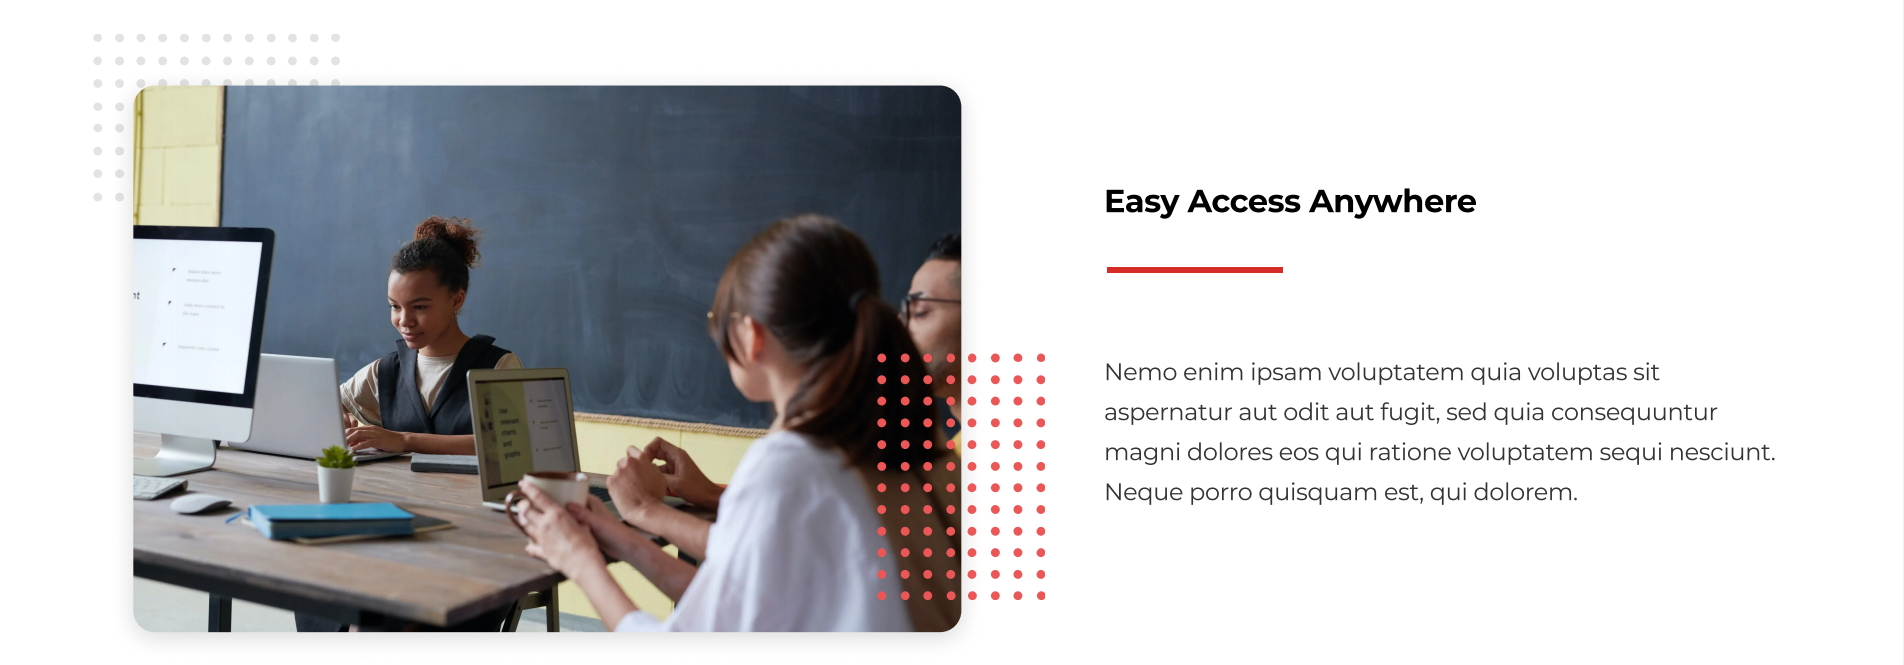 Easy Access Anywhere
Nemo enim ipsam voluptatem quia voluptas sit
aspernatur aut odit aut fugit, sed quia consequuntur
magni dolores eos qui ratione voluptatem sequi nesciunt.
Neque porro quisquam est, qui dolorem.